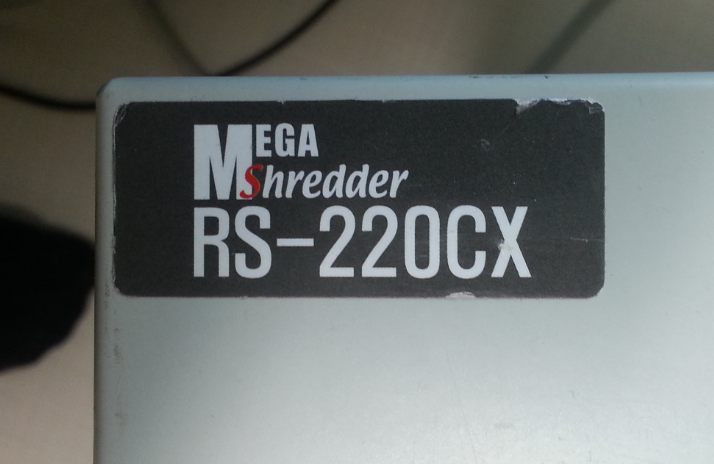 MEGA
Shredder
RS-220CX